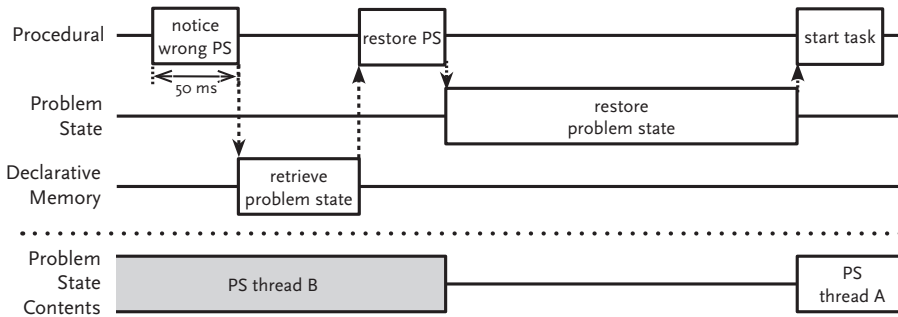 Procedural
notice
wrong PS
restore PS
start task
50 ms
Problem
State
restore
problem state
Declarative
Memory
retrieve
problem state
Problem
State
Contents
PS thread B
PS
thread A